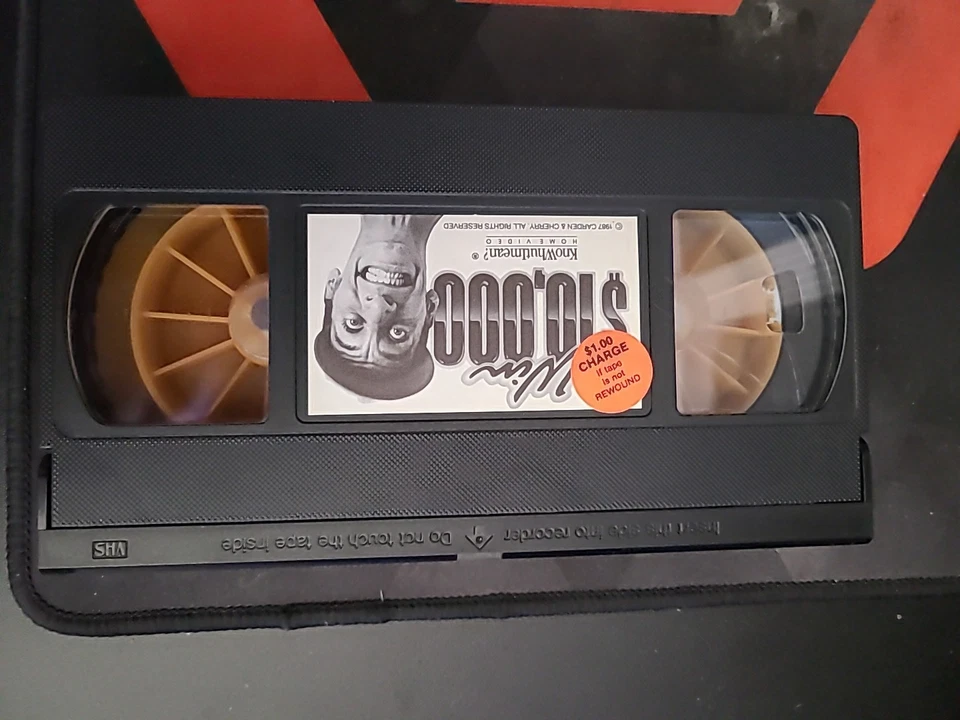 Win
$10,000
KnoWhutImean?®
HOME VIDEO
© 1987 CARDEN & CHERRY. ALL RIGHTS RESERVED
$1.00
CHARGE
if tape
is not
REWOUND
Insert this side into recorder
Do not touch the tape inside
VHS